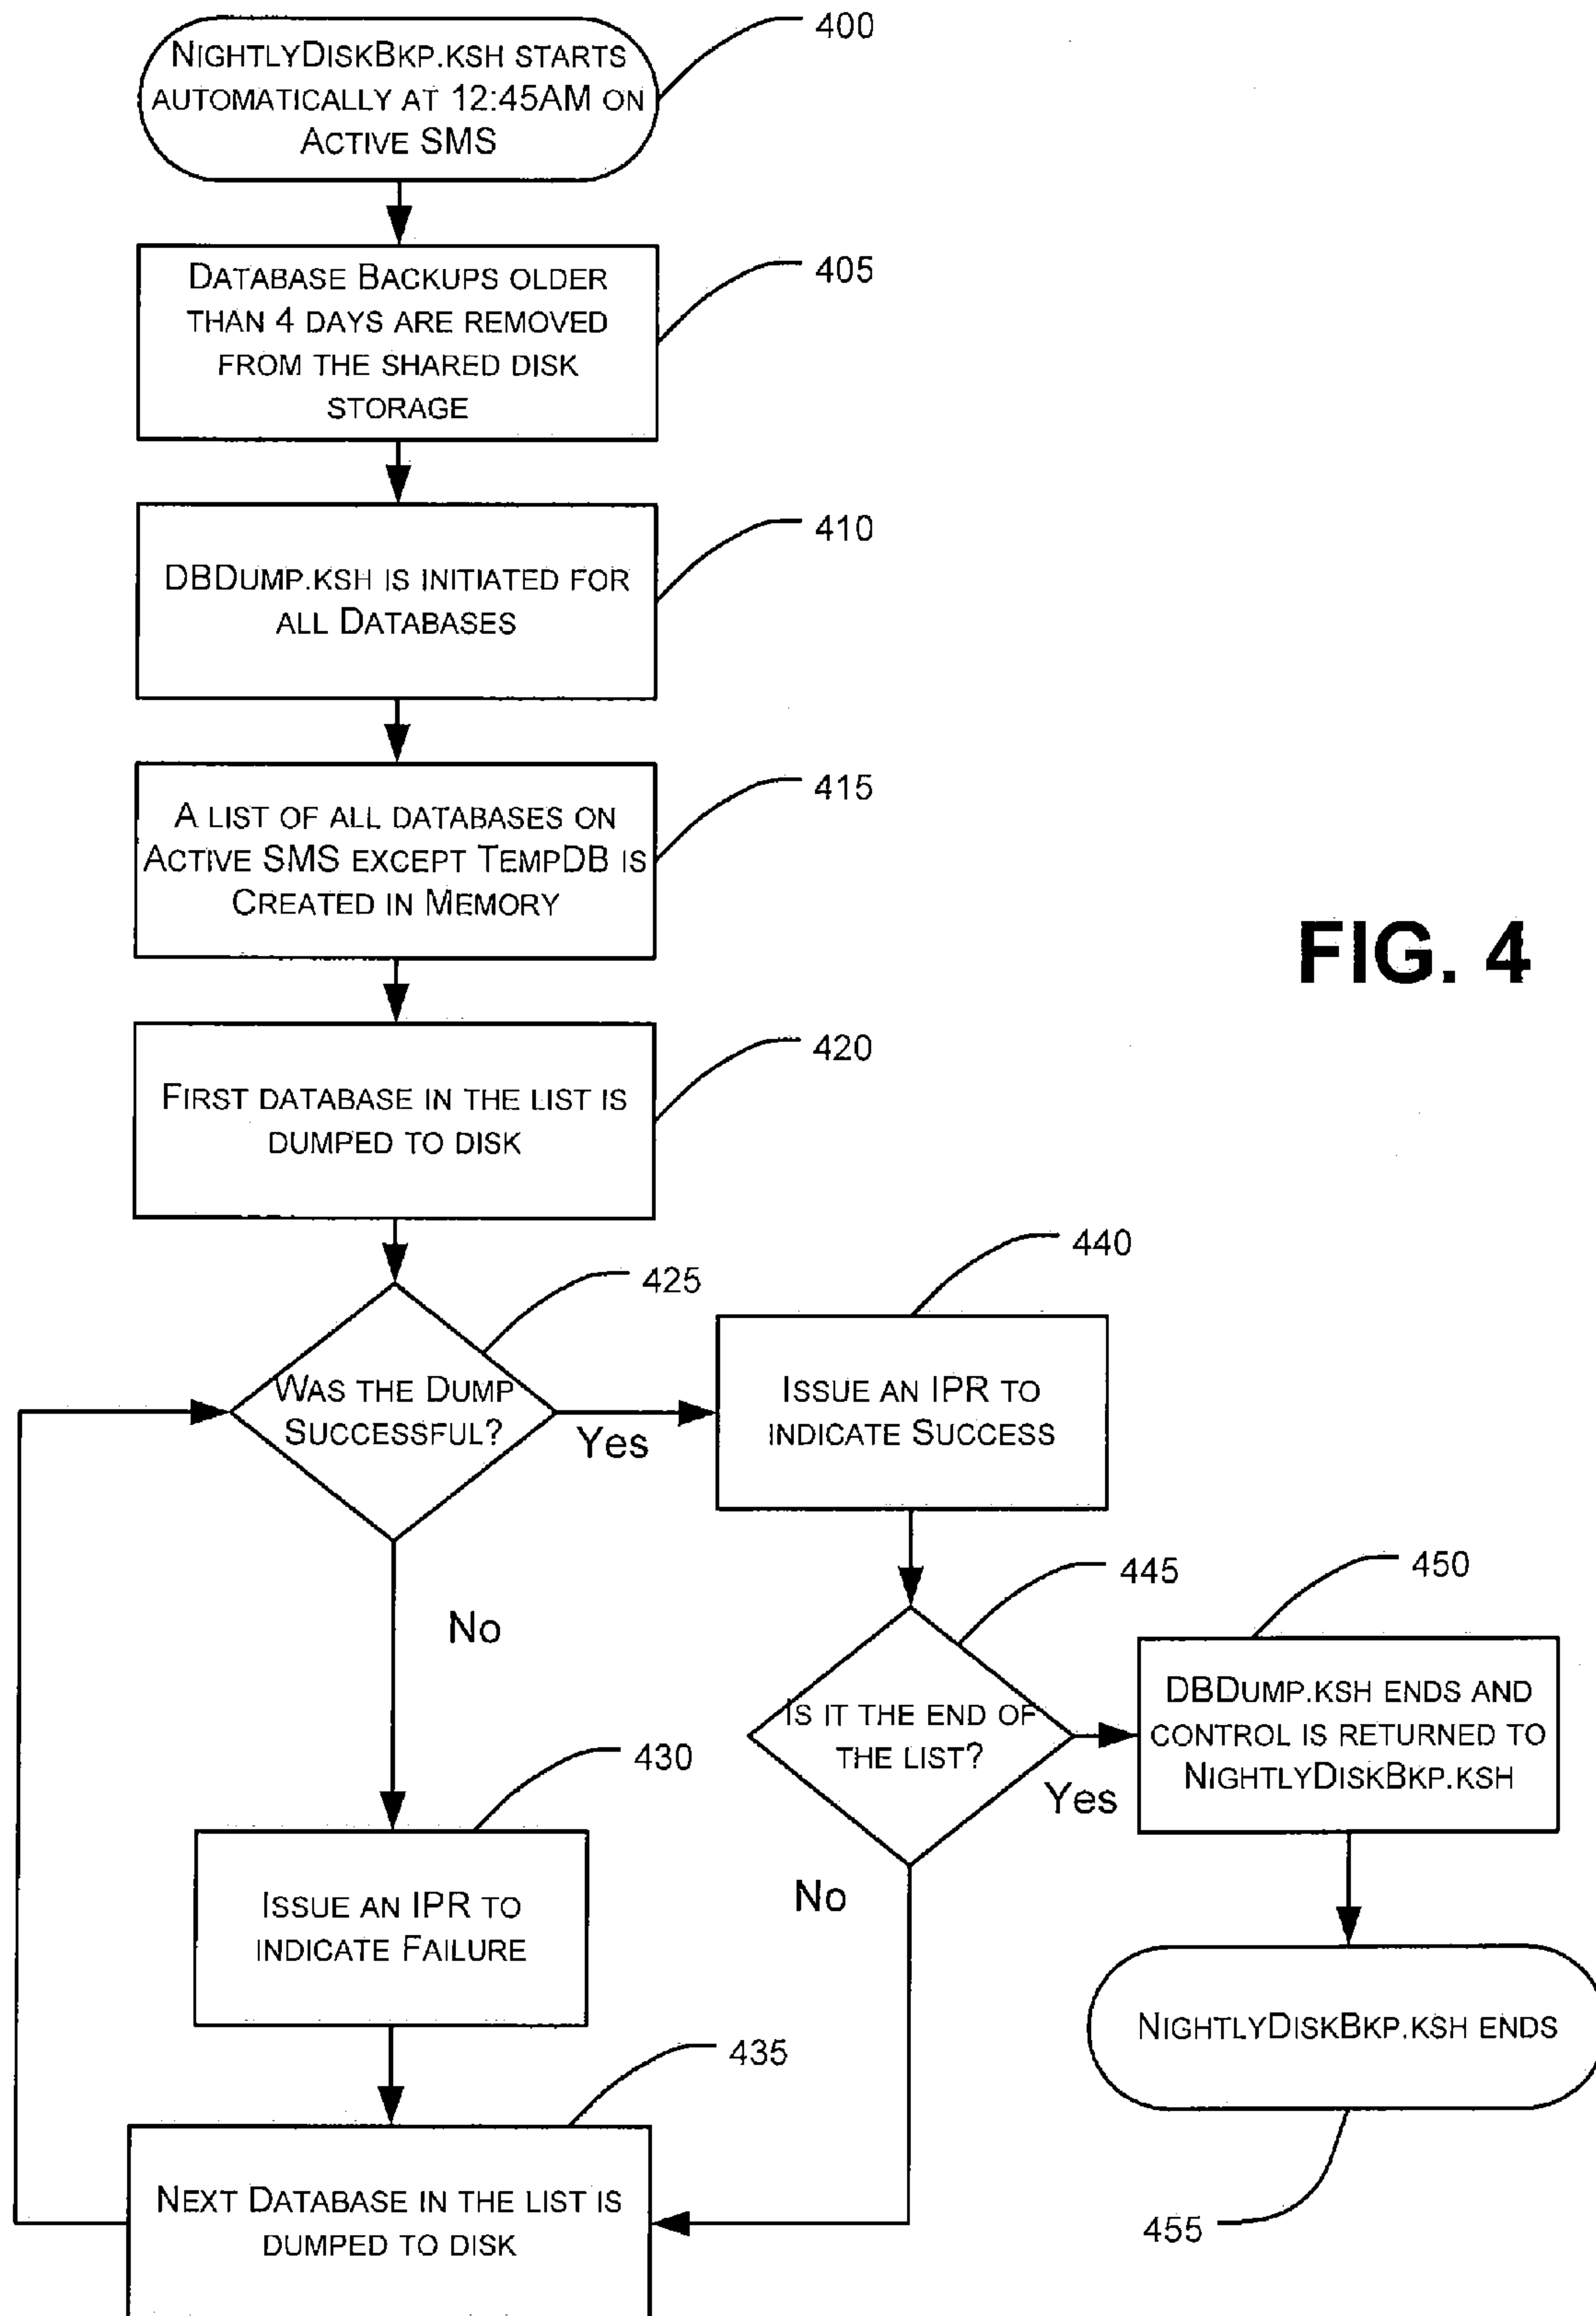 NIGHTLYDISKBKP.KSH STARTS
AUTOMATICALLY AT 12:45AM ON
ACTIVE SMS
400
DATABASE BACKUPS OLDER
THAN 4 DAYS ARE REMOVED
FROM THE SHARED DISK
STORAGE
405
DBDUMP.KSH IS INITIATED FOR
ALL DATABASES
410
A LIST OF ALL DATABASES ON
ACTIVE SMS EXCEPT TEMPDB IS
CREATED IN MEMORY
415
FIG. 4
FIRST DATABASE IN THE LIST IS
DUMPED TO DISK
420
WAS THE DUMP
SUCCESSFUL?
425
Yes
No
ISSUE AN IPR TO
INDICATE SUCCESS
440
IS IT THE END OF
THE LIST?
445
Yes
No
DBDUMP.KSH ENDS AND
CONTROL IS RETURNED TO
NIGHTLYDISKBKP.KSH
450
ISSUE AN IPR TO
INDICATE FAILURE
430
NIGHTLYDISKBKP.KSH ENDS
455
NEXT DATABASE IN THE LIST IS
DUMPED TO DISK
435